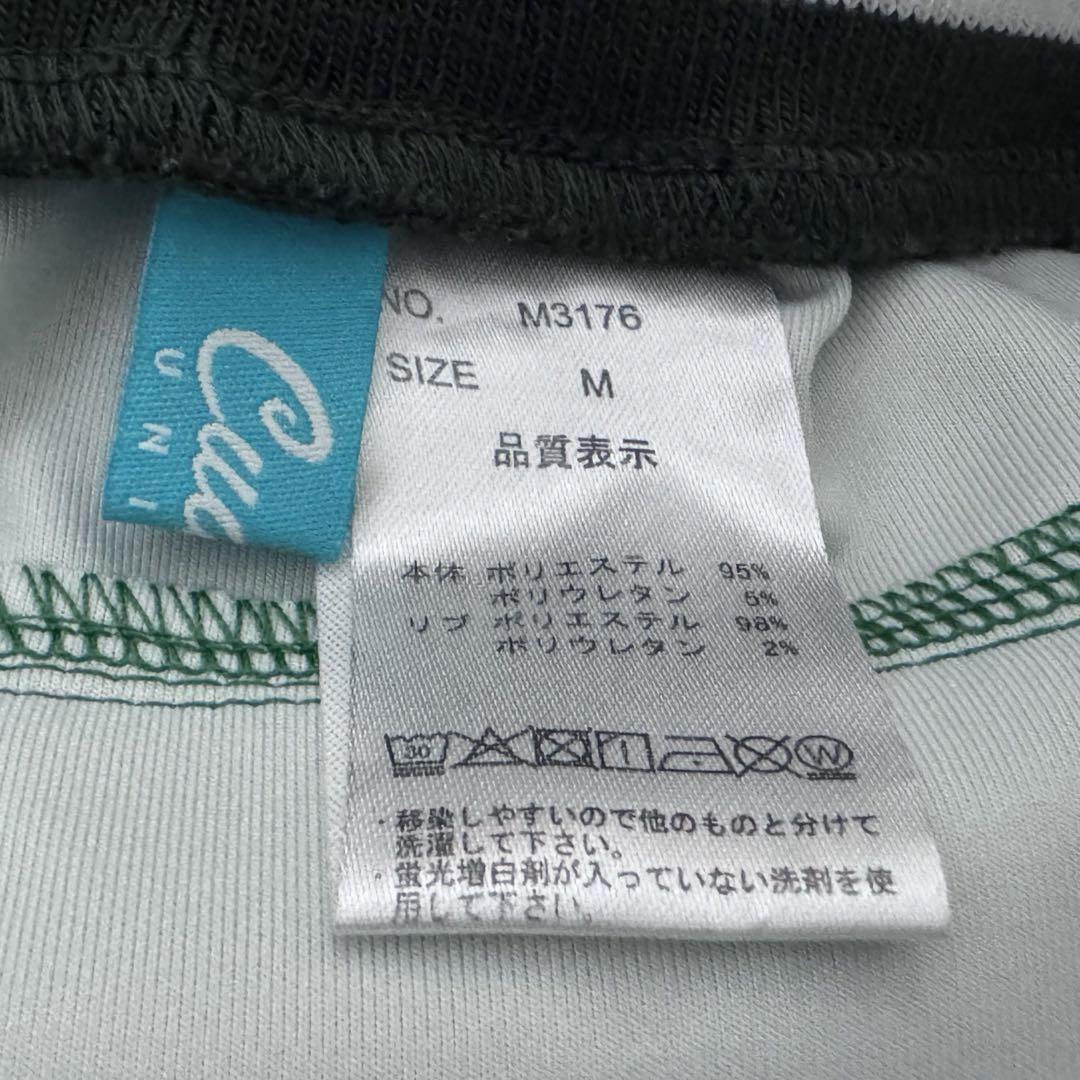 NO. M3176
SIZE M
品質表示
本体 ポリエステル 95%
ポリウレタン 5%
リブ ポリエステル 98%
ポリウレタン 2%
30
W
・移染しやすいので他のものと分けて
洗濯して下さい。
・蛍光増白剤が入っていない洗剤を使
用して下さい。
U N I